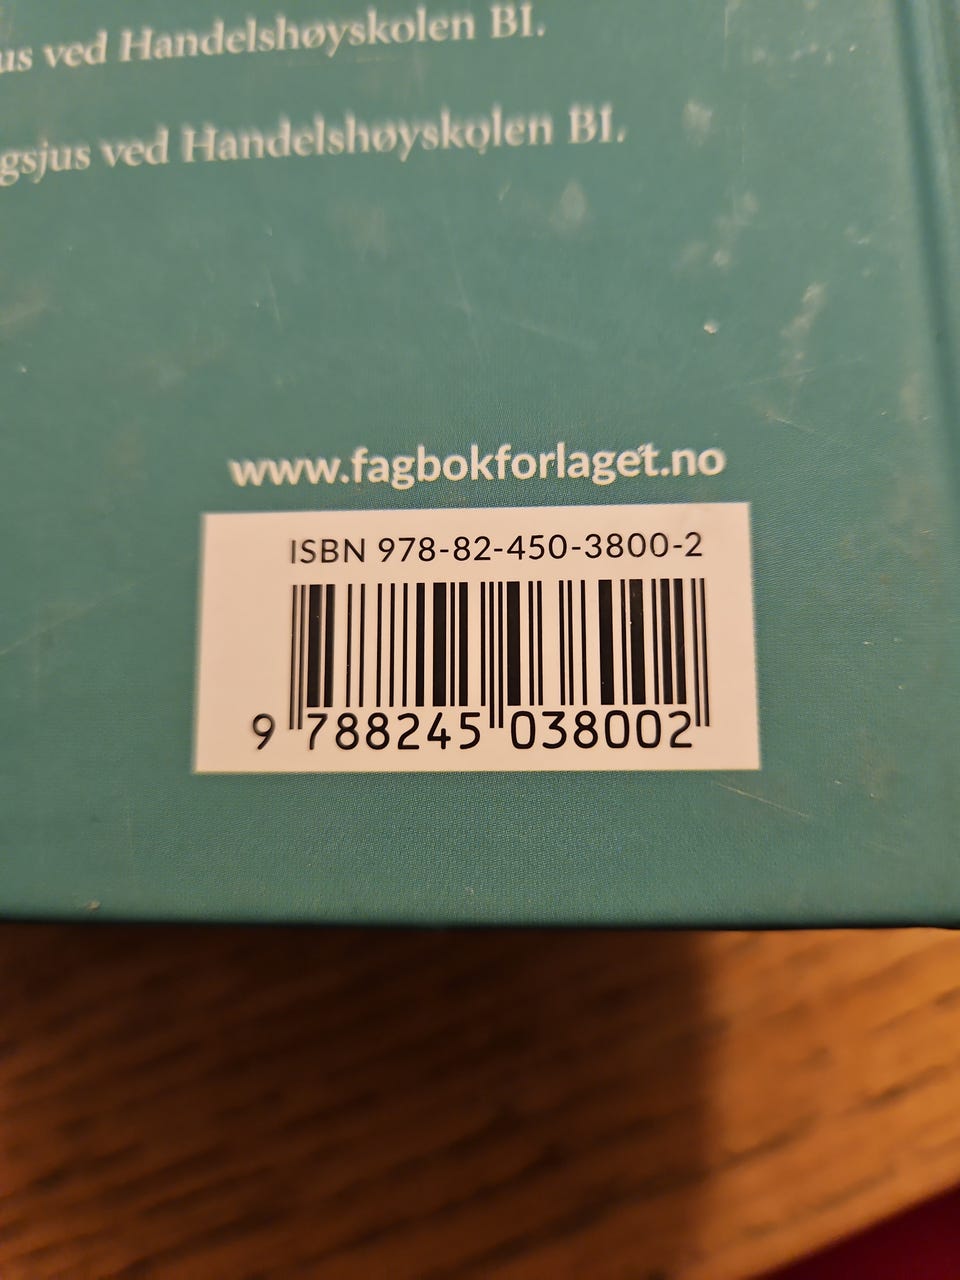 us ved Handelshøyskolen BI.
gsjus ved Handelshøyskolen BI.
www.fagbokforlaget.no
ISBN 978-82-450-3800-2
9 788245 038002